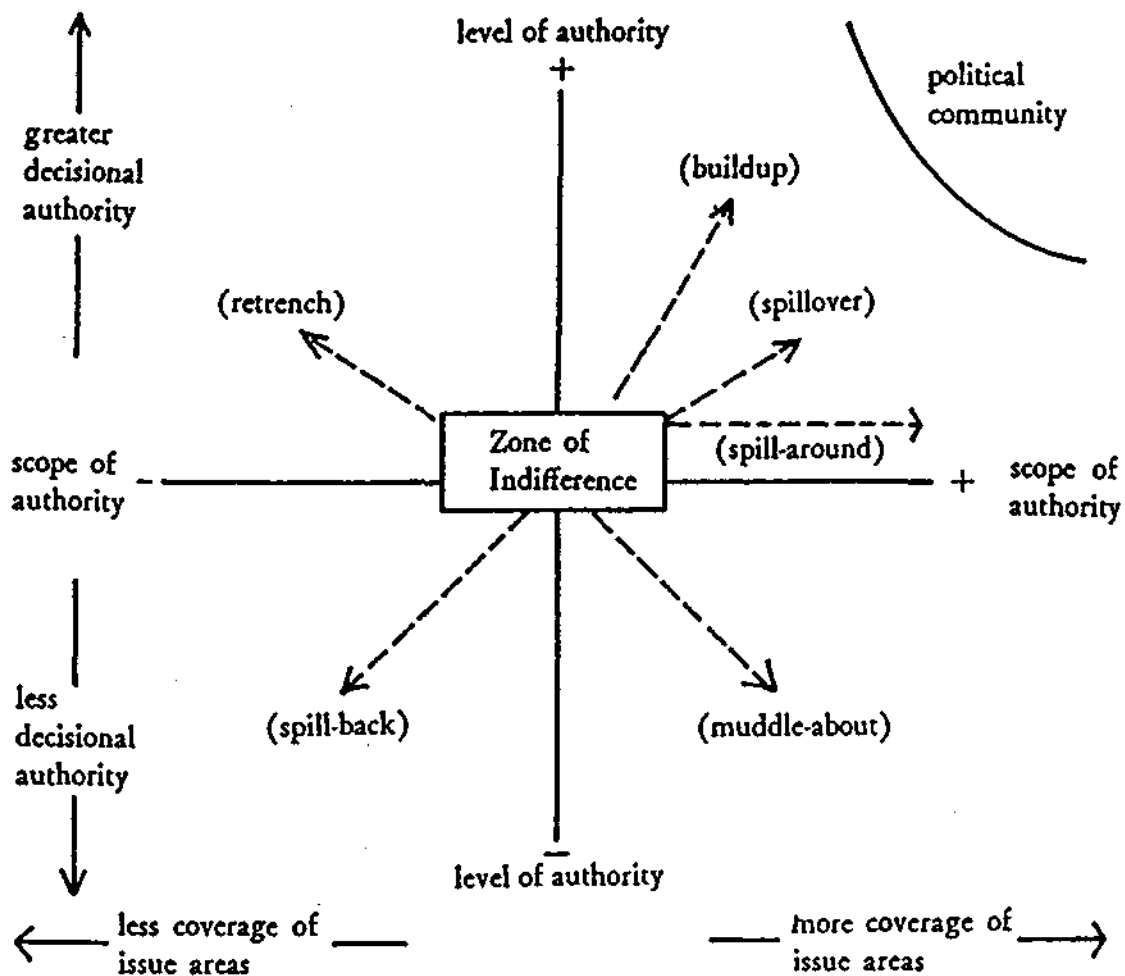 level of authority
+
political
community
greater
decisional
authority
(buildup)
(retrench)
(spillover)
Zone of
Indifference
(spill-around)
scope of
authority
-
+
scope of
authority
less
decisional
authority
(spill-back)
(muddle-about)
−
level of authority
less coverage of
issue areas
more coverage of
issue areas